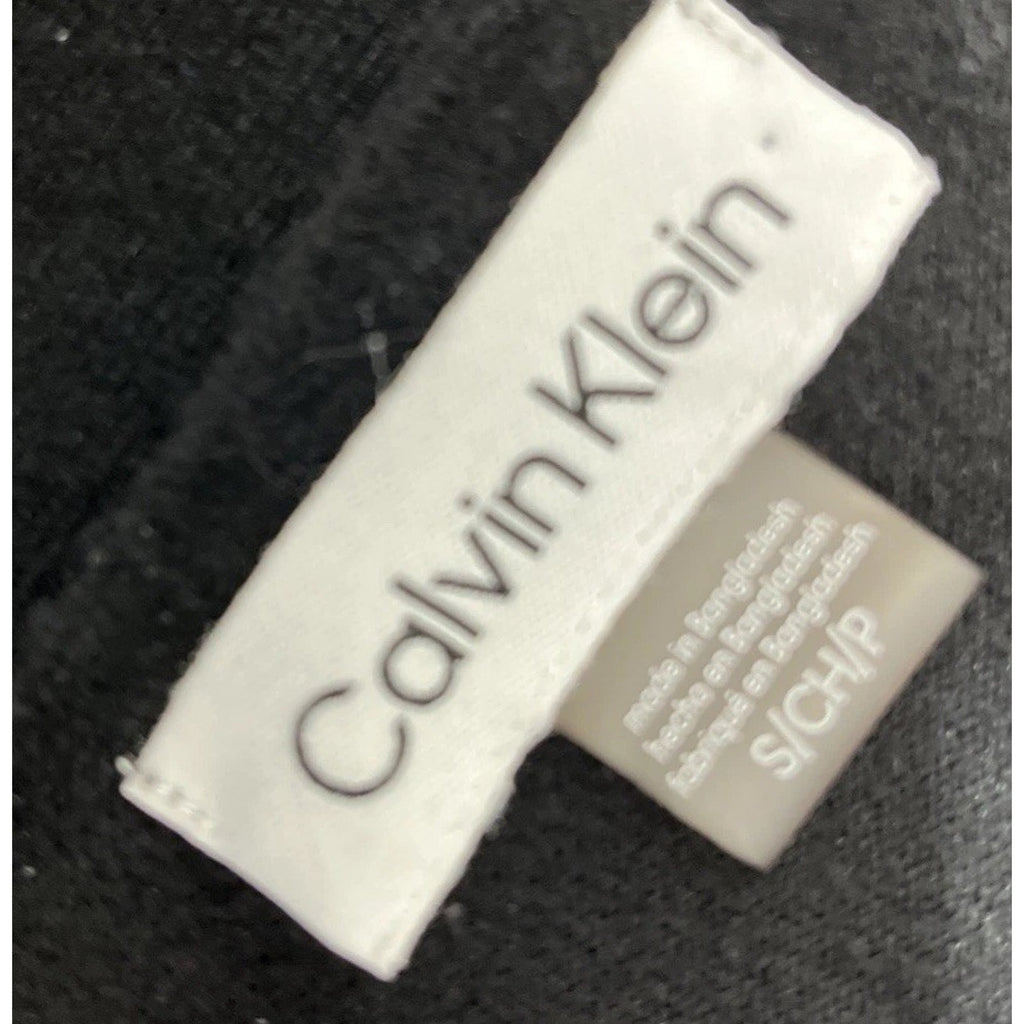 Calvin Klein
made in Bangladesh
hecho en Bangladesh
fabriqué en Bangladesh
S/CH/P